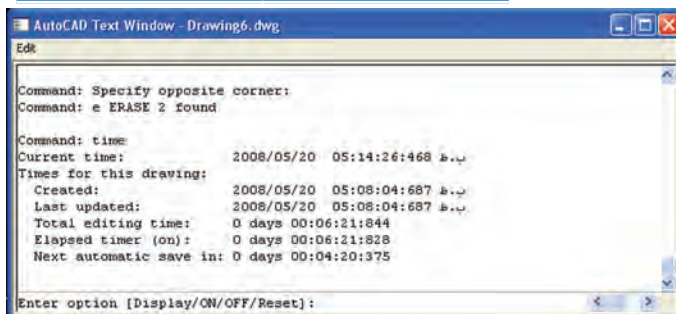 AutoCAD Text Window - Drawing6.dwg
Edit
Command: Specify opposite corner:
Command: e ERASE 2 found
Command: time
Current time: 2008/05/20 05:14:26:468 ب.ظ
Times for this drawing:
Created: 2008/05/20 05:08:04:687 ب.ظ
Last updated: 2008/05/20 05:08:04:687 ب.ظ
Total editing time: 0 days 00:06:21:844
Elapsed timer (on): 0 days 00:06:21:828
Next automatic save in: 0 days 00:04:20:375
Enter option [Display/ON/OFF/Reset]: